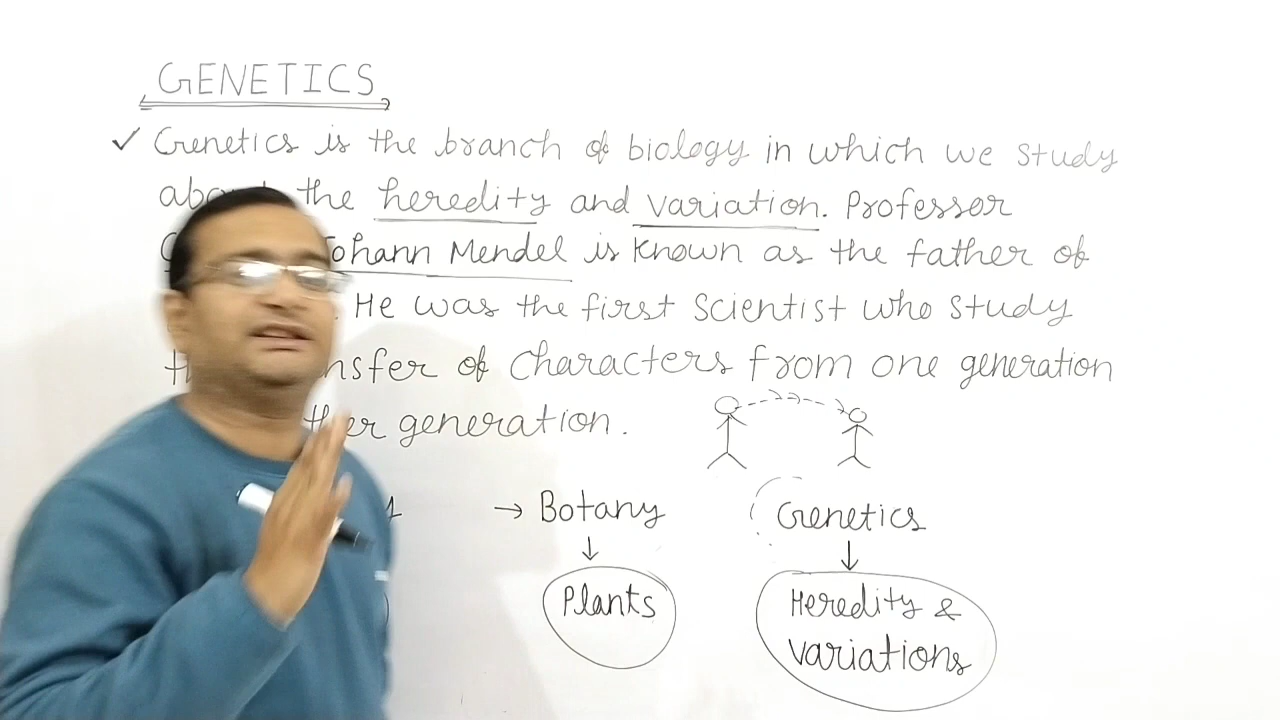 GENETICS
✓ Genetics is the branch of biology in which we study
the heredity and variation. Professor
Mendel is known as the father of
. He was the first scientist who study
of characters from one generation
generation.
→ Botany Genetics
↓ ↓
Plants Heredity &
variations